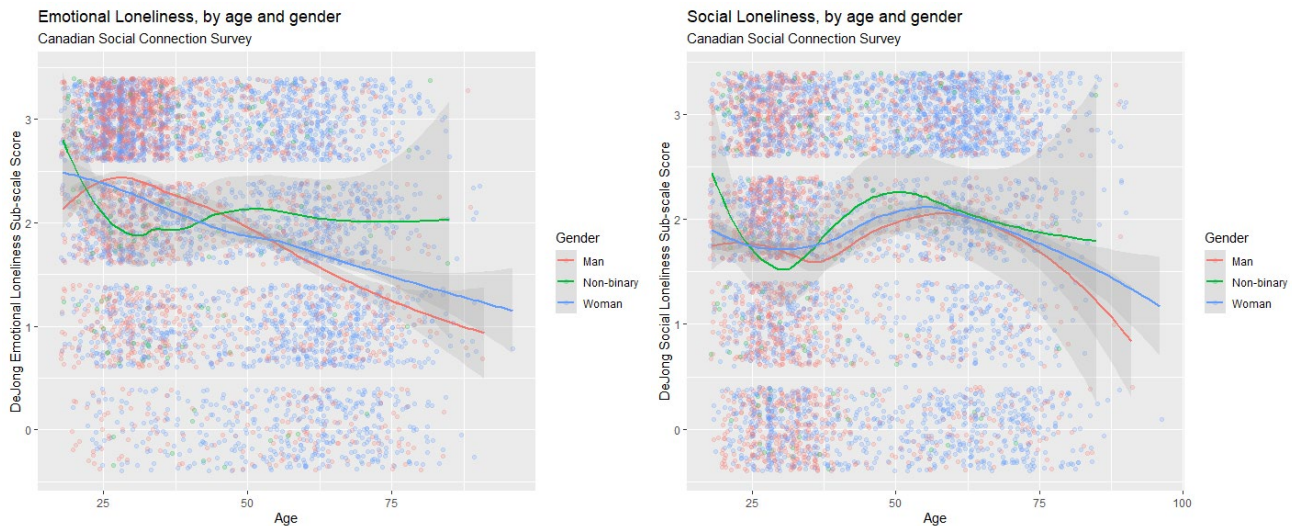 Emotional Loneliness, by age and gender
Canadian Social Connection Survey
DeJong Emotional Loneliness Sub-scale Score
3
2
1
0
25
50
75
Age
Gender
Man
Non-binary
Woman
Social Loneliness, by age and gender
Canadian Social Connection Survey
DeJong Social Loneliness Sub-scale Score
3
2
1
0
25
50
75
100
Age
Gender
Man
Non-binary
Woman